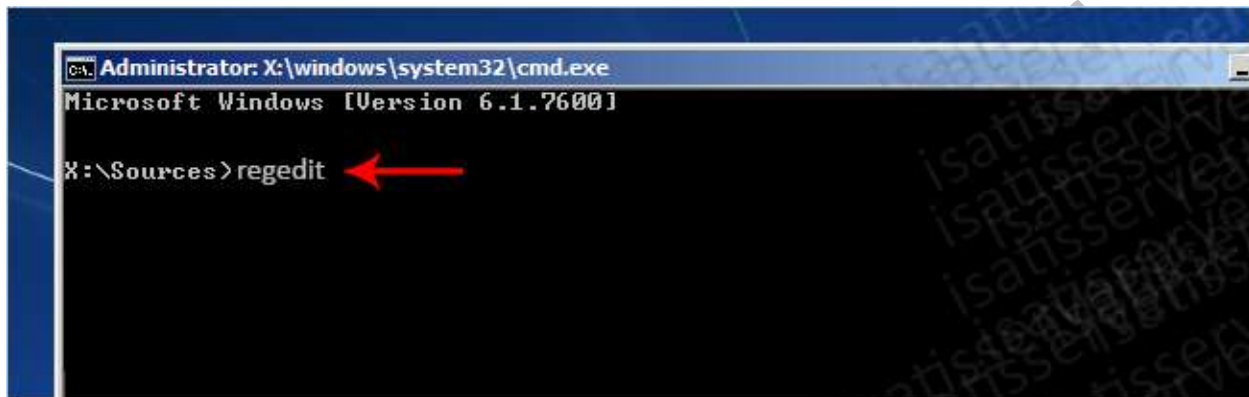 Administrator: X:\windows\system32\cmd.exe
Microsoft Windows [Version 6.1.7600]
X:\Sources>regedit